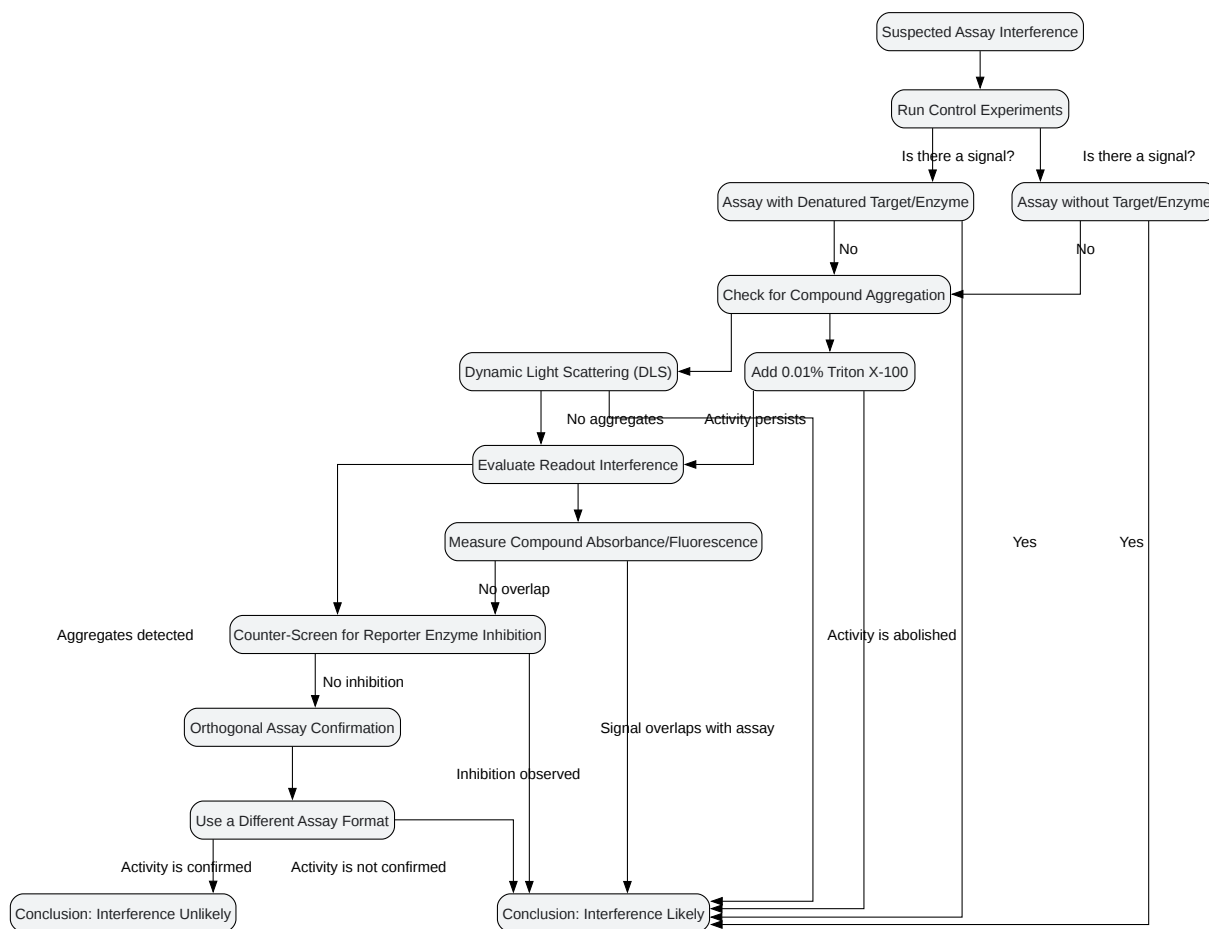 Suspected Assay Interference
Run Control Experiments
Is there a signal?
Is there a signal?
Assay with Denatured Target/Enzyme
Assay without Target/Enzyme
No
No
Check for Compound Aggregation
Dynamic Light Scattering (DLS)
Add 0.01% Triton X-100
No aggregates
Activity persists
Evaluate Readout Interference
Measure Compound Absorbance/Fluorescence
Yes
Yes
No overlap
Aggregates detected
Counter-Screen for Reporter Enzyme Inhibition
Activity is abolished
No inhibition
Orthogonal Assay Confirmation
Signal overlaps with assay
Inhibition observed
Use a Different Assay Format
Activity is confirmed
Activity is not confirmed
Conclusion: Interference Unlikely
Conclusion: Interference Likely